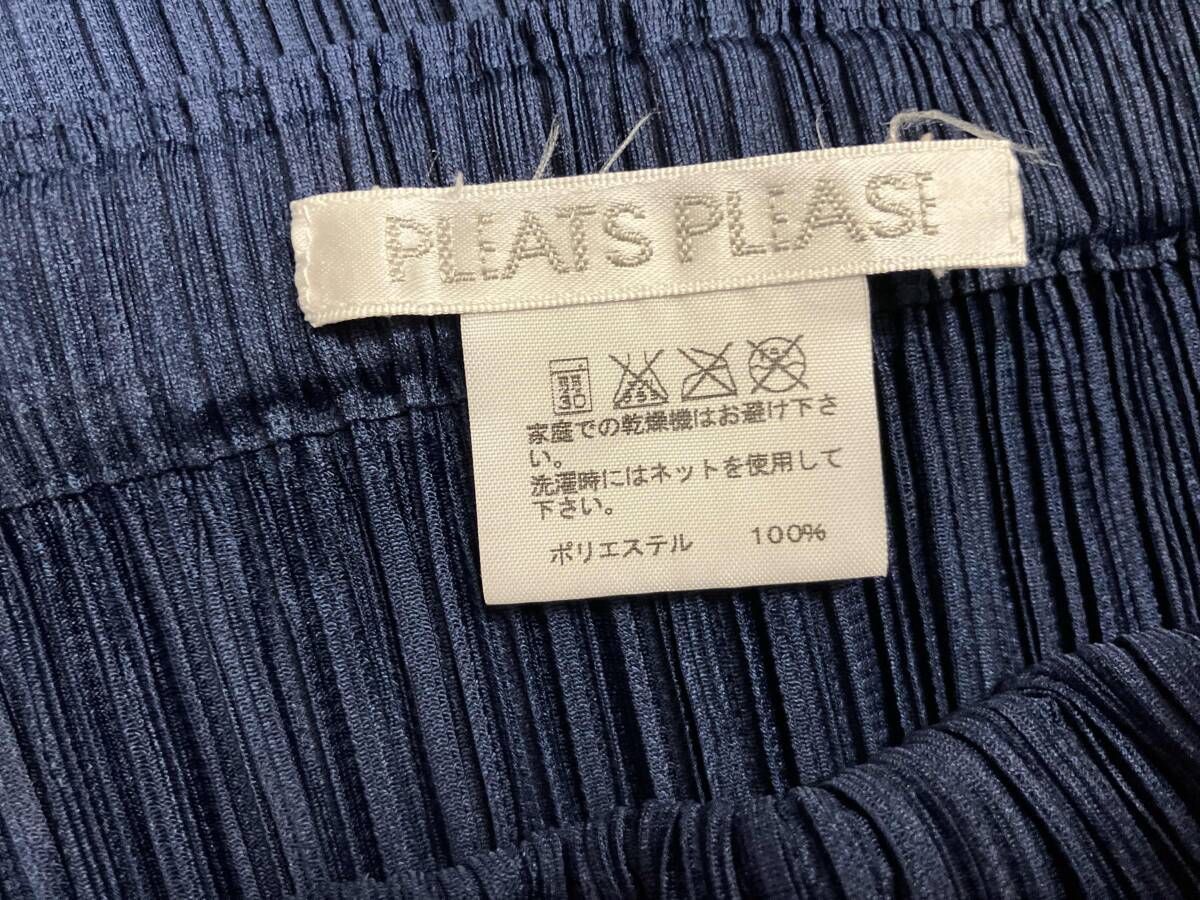 PLEATS PLEASE
弱 30
家庭での乾燥機はお避け下さ
い。
洗濯時にはネットを使用して
下さい。
ポリエステル 100%